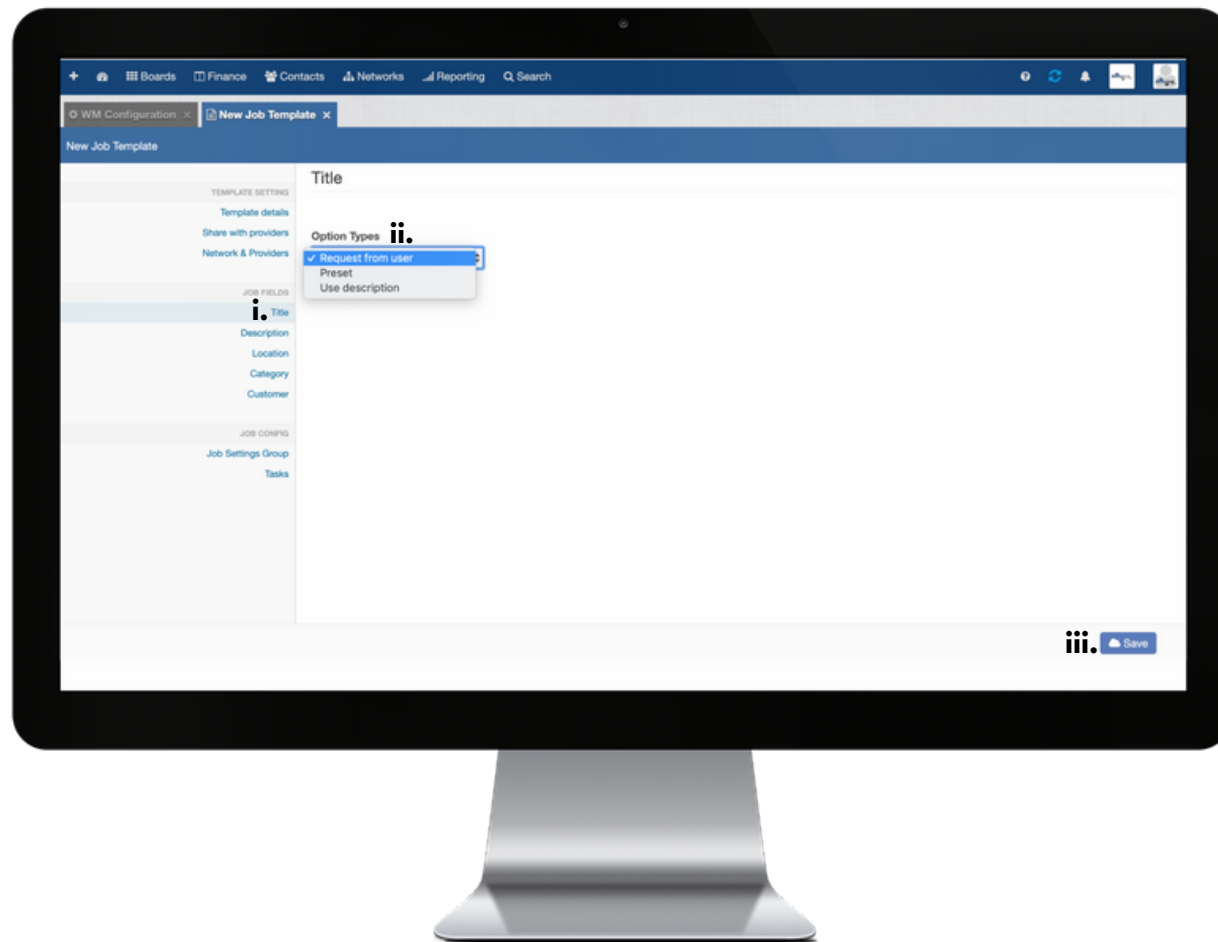 + Boards Finance Contacts Networks Reporting Search
WM Configuration × New Job Template ×
New Job Template
TEMPLATE SETTING
Template details
Share with providers
Network & Providers
JOB FIELDS
i. Title
Description
Location
Category
Customer
JOB CONFIG
Job Settings Group
Tasks
Title
Option Types ii.
✓ Request from user
Preset
Use description
iii. Save